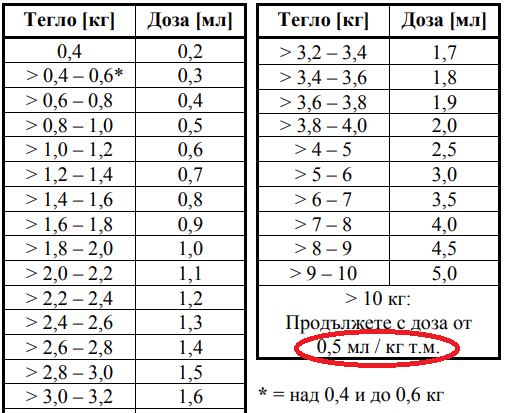 Тегло [кг] Доза [мл]
0,4 0,2
> 0,4 – 0,6* 0,3
> 0,6 – 0,8 0,4
> 0,8 – 1,0 0,5
> 1,0 – 1,2 0,6
> 1,2 – 1,4 0,7
> 1,4 – 1,6 0,8
> 1,6 – 1,8 0,9
> 1,8 – 2,0 1,0
> 2,0 – 2,2 1,1
> 2,2 – 2,4 1,2
> 2,4 – 2,6 1,3
> 2,6 – 2,8 1,4
> 2,8 – 3,0 1,5
> 3,0 – 3,2 1,6
Тегло [кг] Доза [мл]
> 3,2 – 3,4 1,7
> 3,4 – 3,6 1,8
> 3,6 – 3,8 1,9
> 3,8 – 4,0 2,0
> 4 – 5 2,5
> 5 – 6 3,0
> 6 – 7 3,5
> 7 – 8 4,0
> 8 – 9 4,5
> 9 – 10 5,0
> 10 кг:
Продължете с доза от
0,5 мл / кг т.м.
* = над 0,4 и до 0,6 кг